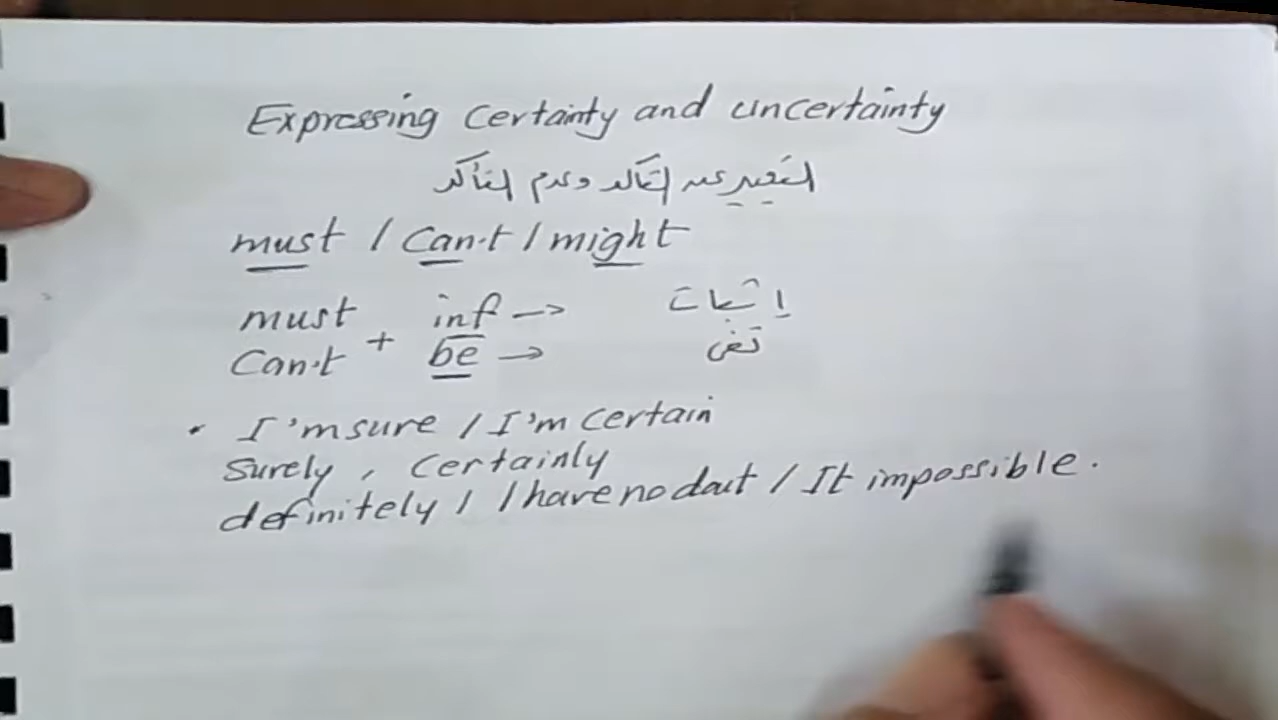 Expressing certainty and uncertainty
التعبير عن التأكد وعدم التأكد
must / Can't / might
must + inf -> إثبات
Can't be -> نفي
• I'm sure / I'm certain
Surely , certainly
definitely / I have no dout / It impossible.